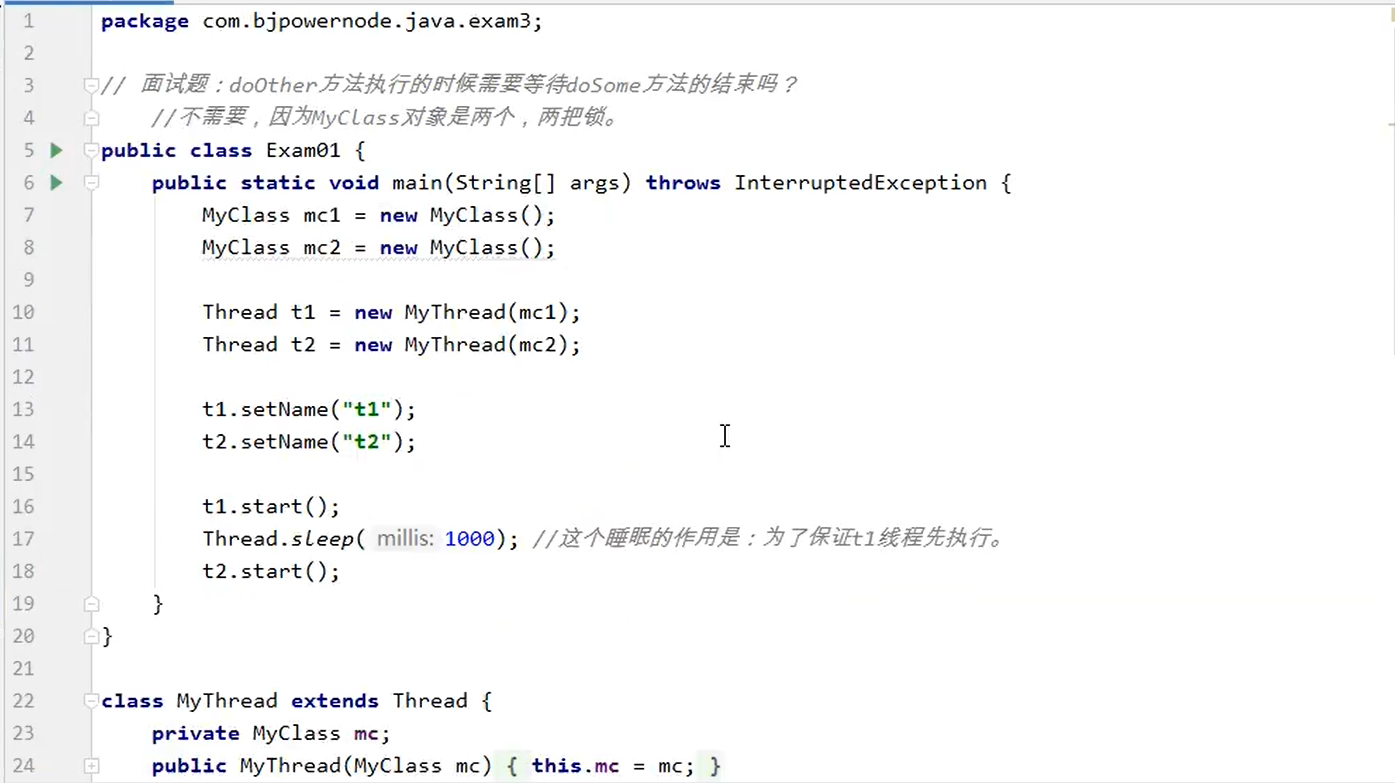 1 package com.bjpowernode.java.exam3;
2
3 // 面试题：doOther方法执行的时候需要等待doSome方法的结束吗？
4 //不需要，因为MyClass对象是两个，两把锁。
5 public class Exam01 {
6 public static void main(String[] args) throws InterruptedException {
7 MyClass mc1 = new MyClass();
8 MyClass mc2 = new MyClass();
9
10 Thread t1 = new MyThread(mc1);
11 Thread t2 = new MyThread(mc2);
12
13 t1.setName("t1");
14 t2.setName("t2");
15
16 t1.start();
17 Thread.sleep( millis: 1000); //这个睡眠的作用是：为了保证t1线程先执行。
18 t2.start();
19 }
20 }
21
22 class MyThread extends Thread {
23 private MyClass mc;
24 public MyThread(MyClass mc) { this.mc = mc; }